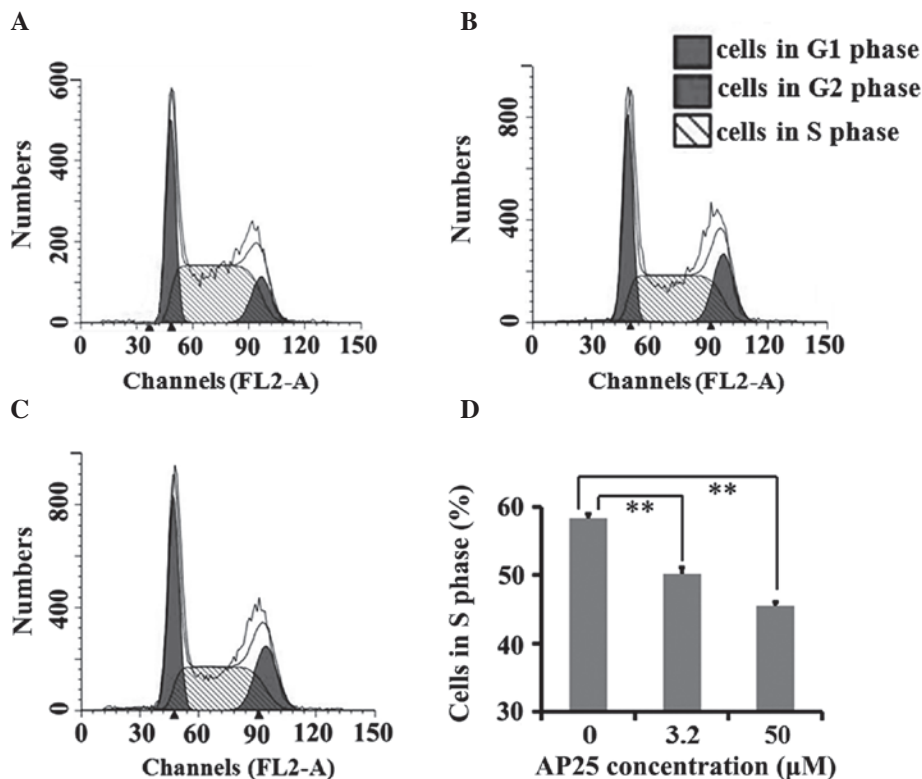 A
B
cells in G1 phase
cells in G2 phase
cells in S phase
Numbers
600
400
200
0
0 30 60 90 120 150
Channels (FL2-A)
Numbers
800
400
0
0 30 60 90 120 150
Channels (FL2-A)
C
D
Numbers
800
400
0
0 30 60 90 120 150
Channels (FL2-A)
Cells in S phase (%)
60
50
40
30
**
**
0 3.2 50
AP25 concentration (µM)